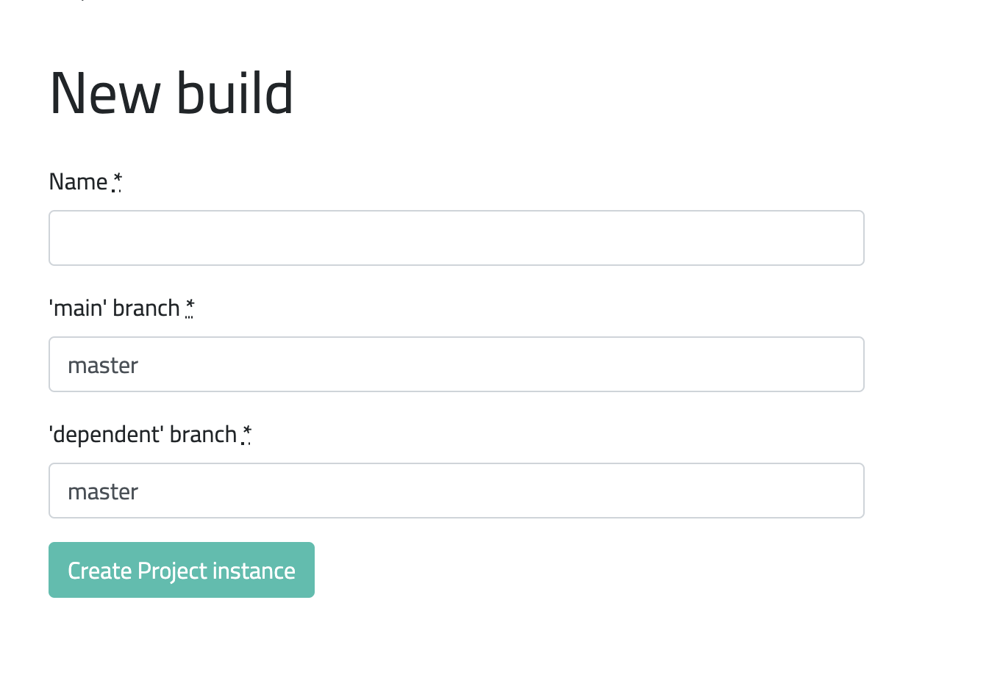 New build
Name *
'main' branch *
master
'dependent' branch *
master
Create Project instance